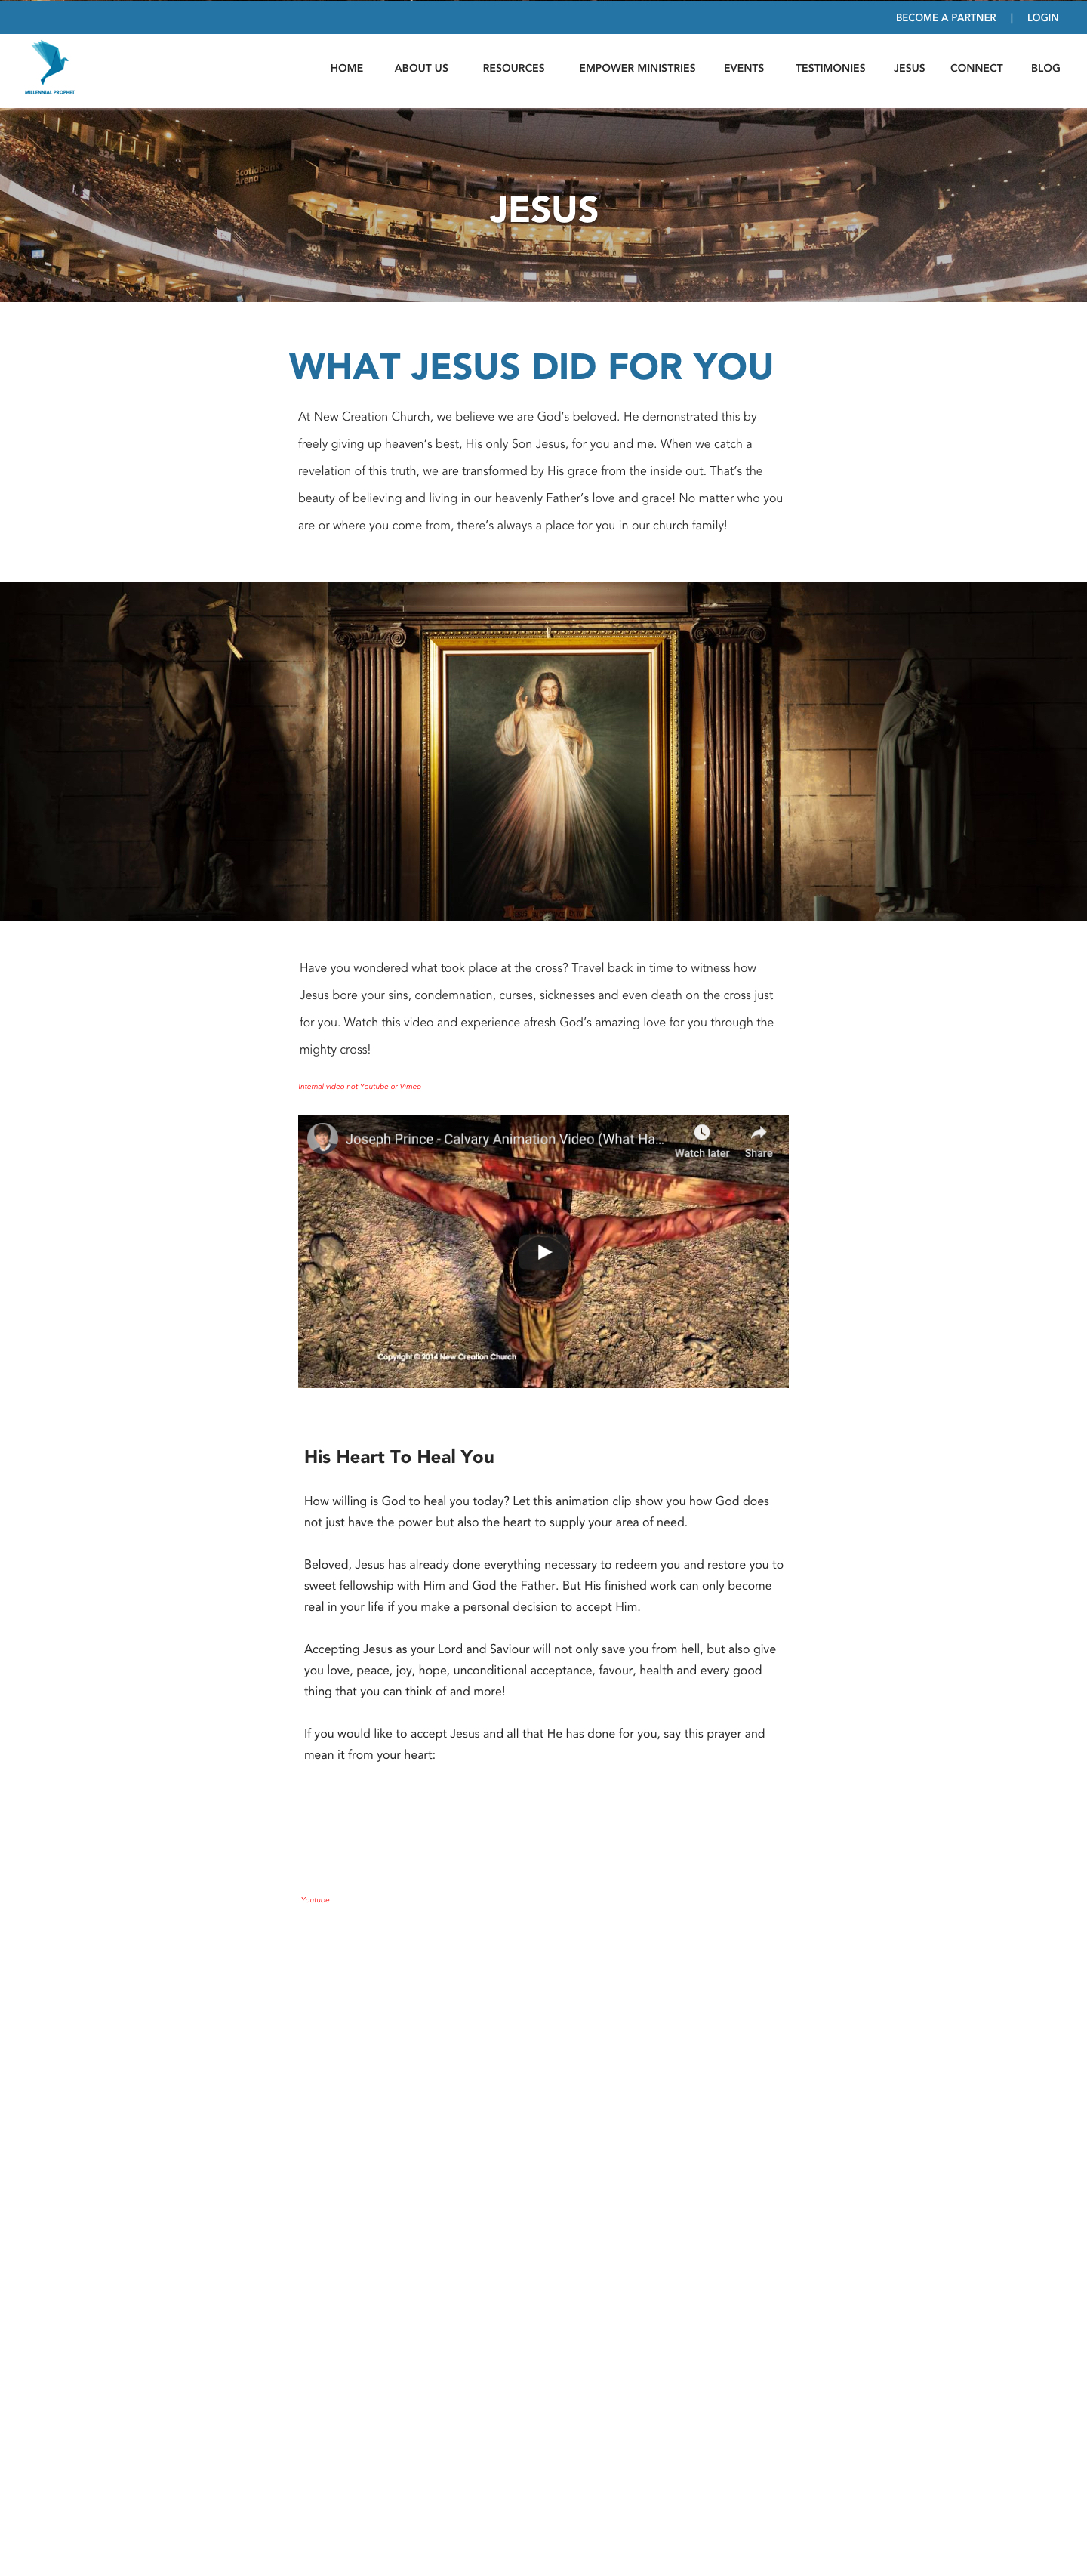 BECOME A PARTNER | LOGIN
MILLENNIAL PROPHET
HOME ABOUT US RESOURCES EMPOWER MINISTRIES EVENTS TESTIMONIES JESUS CONNECT BLOG
324
Scotiabank
Arena
306
JESUS
301
302
303
BAY STREET
304
305
WHAT JESUS DID FOR YOU
At New Creation Church, we believe we are God’s beloved. He demonstrated this by
freely giving up heaven’s best, His only Son Jesus, for you and me. When we catch a
revelation of this truth, we are transformed by His grace from the inside out. That’s the
beauty of believing and living in our heavenly Father’s love and grace! No matter who you
are or where you come from, there’s always a place for you in our church family!
Have you wondered what took place at the cross? Travel back in time to witness how
Jesus bore your sins, condemnation, curses, sicknesses and even death on the cross just
for you. Watch this video and experience afresh God’s amazing love for you through the
mighty cross!
Internal video not Youtube or Vimeo
Joseph Prince - Calvary Animation Video (What Ha...
Watch later
Share
Copyright © 2014 New Creation Church
His Heart To Heal You
How willing is God to heal you today? Let this animation clip show you how God does
not just have the power but also the heart to supply your area of need.
Beloved, Jesus has already done everything necessary to redeem you and restore you to
sweet fellowship with Him and God the Father. But His finished work can only become
real in your life if you make a personal decision to accept Him.
Accepting Jesus as your Lord and Saviour will not only save you from hell, but also give
you love, peace, joy, hope, unconditional acceptance, favour, health and every good
thing that you can think of and more!
If you would like to accept Jesus and all that He has done for you, say this prayer and
mean it from your heart:
Youtube